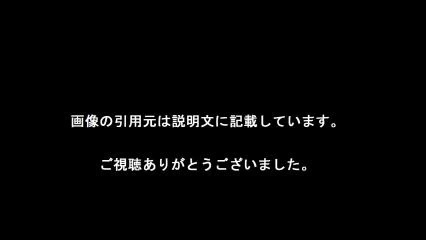 画像の引用元は説明文に記載しています。
ご視聴ありがとうございました。